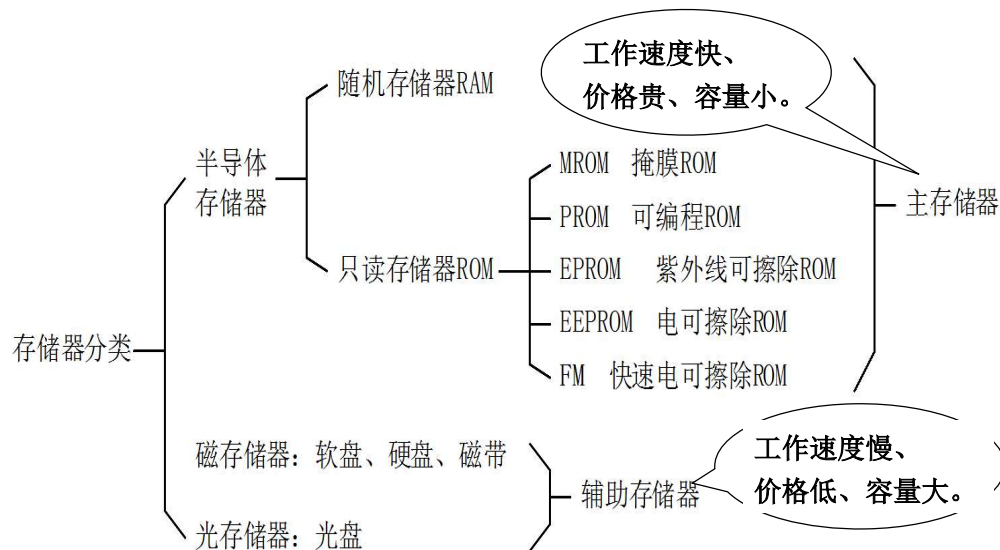 工作速度快、
价格贵、容量小。
随机存储器RAM
半导体
存储器
MROM 掩膜ROM
主存储器
PROM 可编程ROM
只读存储器ROM
EPROM 紫外线可擦除ROM
EEPROM 电可擦除ROM
存储器分类
FM 快速电可擦除ROM
工作速度慢、
价格低、容量大。
磁存储器：软盘、硬盘、磁带
辅助存储器
光存储器：光盘